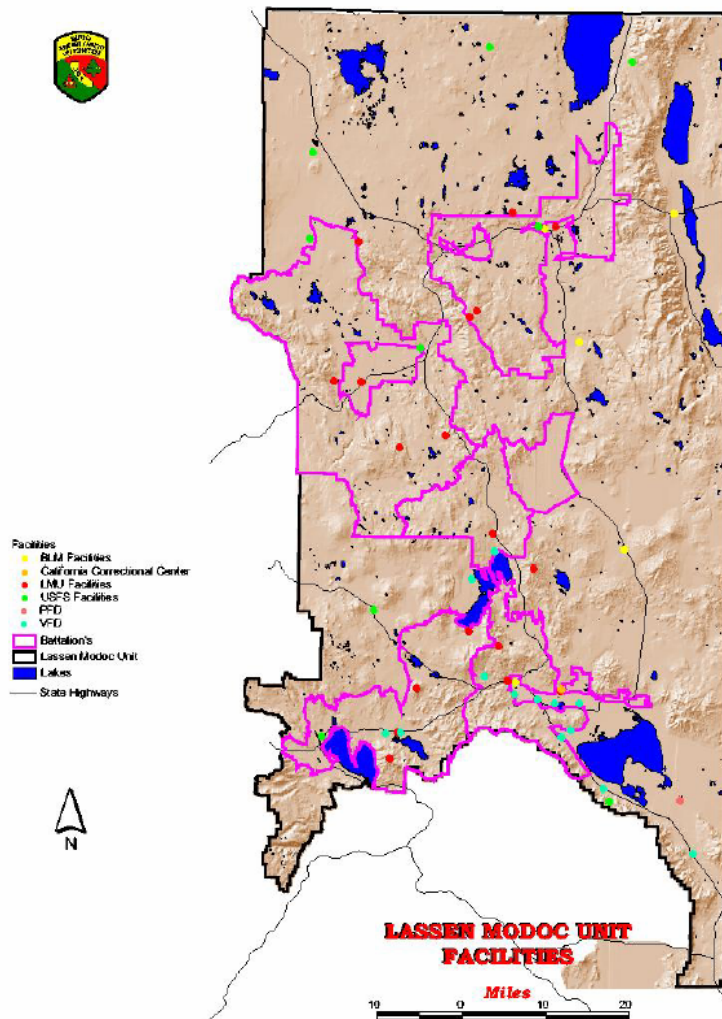 Facilities
BLM Facilities
California Correctional Center
LMU Facilities
USFS Facilities
PFD
VFD
Battalion's
Lassen Modoc Unit
Lakes
State Highways
N
LASSEN MODOC UNIT
FACILITIES
Miles
10 0 10 20